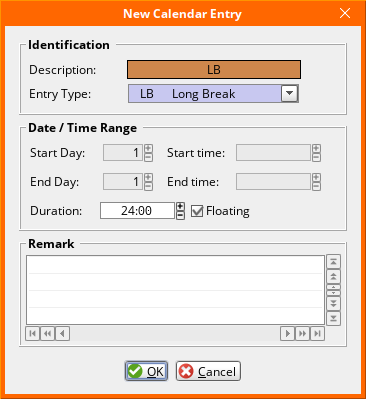 New Calendar Entry
Identification
Description: LB
Entry Type: LB Long Break
Date / Time Range
Start Day: 1 Start time:
End Day: 1 End time:
Duration: 24:00 Floating
Remark
OK Cancel